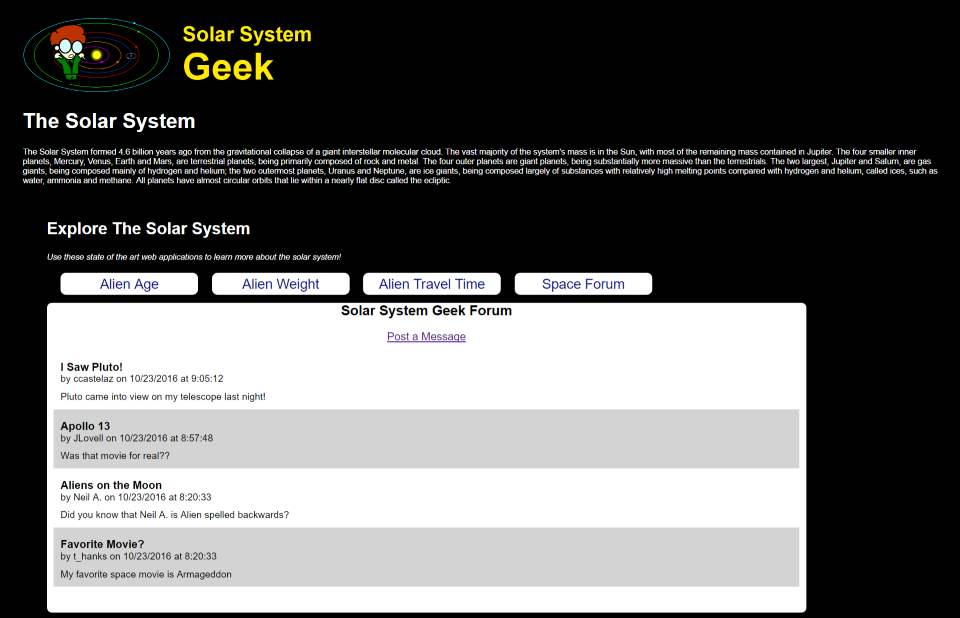 Solar System
Geek
The Solar System
The Solar System formed 4.6 billion years ago from the gravitational collapse of a giant interstellar molecular cloud. The vast majority of the system's mass is in the Sun, with most of the remaining mass contained in Jupiter. The four smaller inner
planets, Mercury, Venus, Earth and Mars, are terrestrial planets, being primarily composed of rock and metal. The four outer planets are giant planets, being substantially more massive than the terrestrials. The two largest, Jupiter and Saturn, are gas
giants, being composed mainly of hydrogen and helium; the two outermost planets, Uranus and Neptune, are ice giants, being composed largely of substances with relatively high melting points compared with hydrogen and helium, called ices, such as
water, ammonia and methane. All planets have almost circular orbits that lie within a nearly flat disc called the ecliptic.
Explore The Solar System
Use these state of the art web applications to learn more about the solar system!
Alien Age
Alien Weight
Alien Travel Time
Space Forum
Solar System Geek Forum
Post a Message
I Saw Pluto!
by ccastelaz on 10/23/2016 at 9:05:12
Pluto came into view on my telescope last night!
Apollo 13
by JLovell on 10/23/2016 at 8:57:48
Was that movie for real??
Aliens on the Moon
by Neil A. on 10/23/2016 at 8:20:33
Did you know that Neil A. is Alien spelled backwards?
Favorite Movie?
by t_hanks on 10/23/2016 at 8:20:33
My favorite space movie is Armageddon